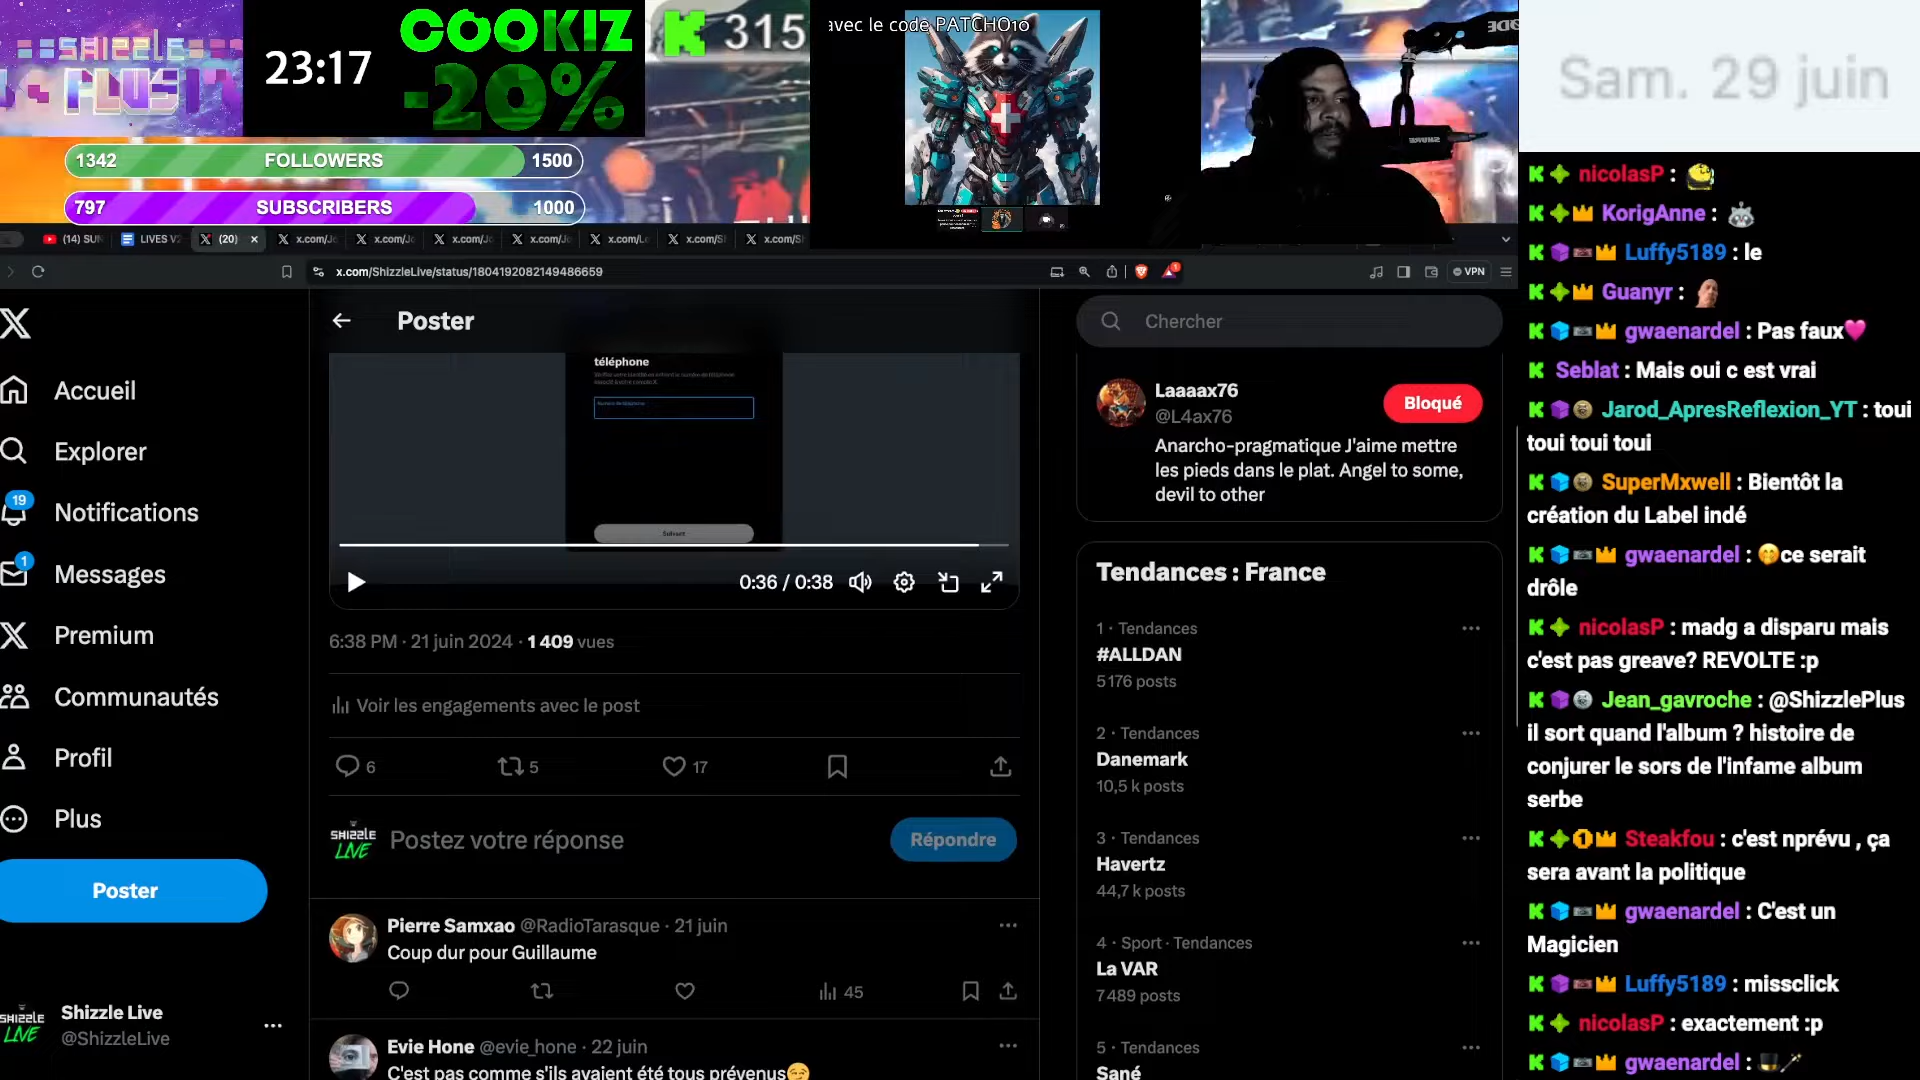 SHIZZLE
PLUS
23:17
COOKIZ
-20%
315
avec le code PATCHO10
Sam. 29 juin
1342 FOLLOWERS 1500
797 SUBSCRIBERS 1000
LIVES V2
(20)
x.com/ShizzleLive/status/1804192082149486659
VPN
Poster
Chercher
Accueil
Explorer
19
Notifications
1
Messages
Premium
Communautés
Profil
Plus
Poster
Shizzle Live
@ShizzleLive
SHIZZLE
LIVE
téléphone
Suivant
0:36 / 0:38
6:38 PM · 21 juin 2024 · 1 409 vues
Voir les engagements avec le post
6 5 17
SHIZZLE
LIVE
Postez votre réponse
Répondre
Pierre Samxao @RadioTarasque · 21 juin
Coup dur pour Guillaume
45
Evie Hone @evie_hone · 22 juin
C'est pas comme s'ils avaient été tous prévenus
Laaaax76
@L4ax76
Bloqué
Anarcho-pragmatique J'aime mettre
les pieds dans le plat. Angel to some,
devil to other
Tendances : France
1 · Tendances
#ALLDAN
5 176 posts
2 · Tendances
Danemark
10,5 k posts
3 · Tendances
Havertz
44,7 k posts
4 · Sport · Tendances
La VAR
7 489 posts
5 · Tendances
Sané
nicolasP :
KorigAnne :
Luffy5189 : le
Guanyr :
gwaenardel : Pas faux
Seblat : Mais oui c est vrai
Jarod_ApresReflexion_YT : toui
toui toui toui
SuperMxwell : Bientôt la
création du Label indé
gwaenardel : ce serait
drôle
nicolasP : madg a disparu mais
c'est pas greave? REVOLTE :p
Jean_gavroche : @ShizzlePlus
il sort quand l'album ? histoire de
conjurer le sors de l'infame album
serbe
Steakfou : c'est nprévu , ça
sera avant la politique
gwaenardel : C'est un
Magicien
Luffy5189 : missclick
nicolasP : exactement :p
gwaenardel :